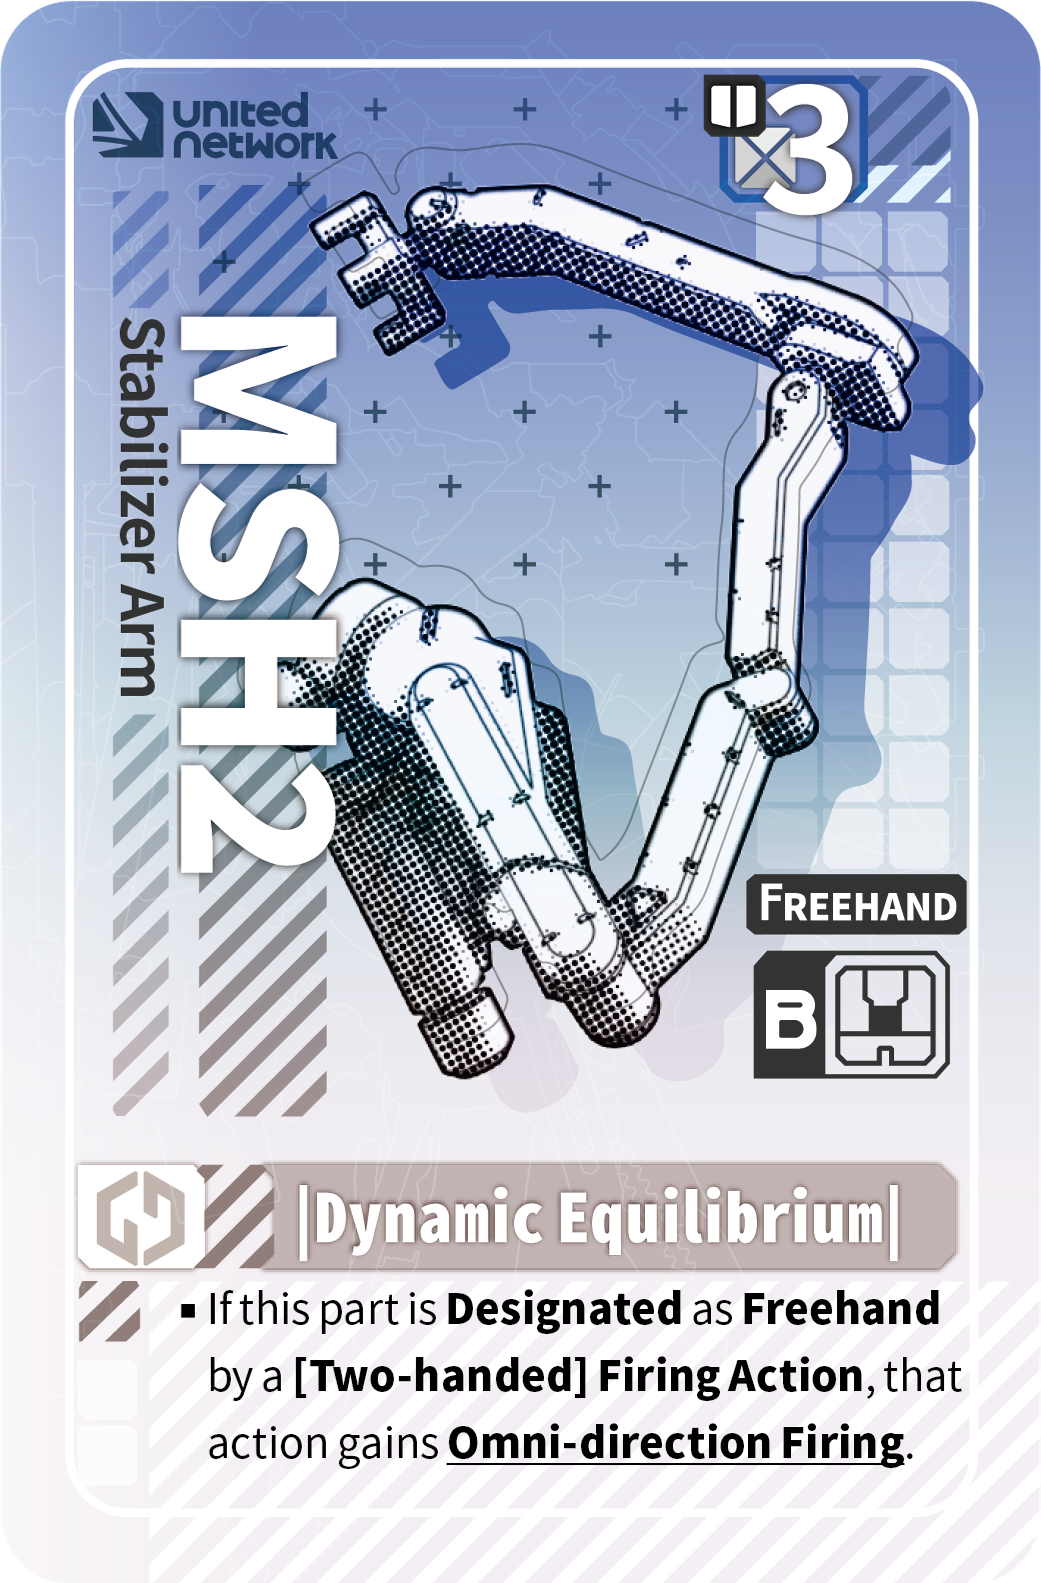 UNITED
NETWORK
3
Stabilizer Arm
MSH2
FREEHAND
B
|Dynamic Equilibrium|
▪ If this part is Designated as Freehand
by a [Two-handed] Firing Action, that
action gains Omni-direction Firing.